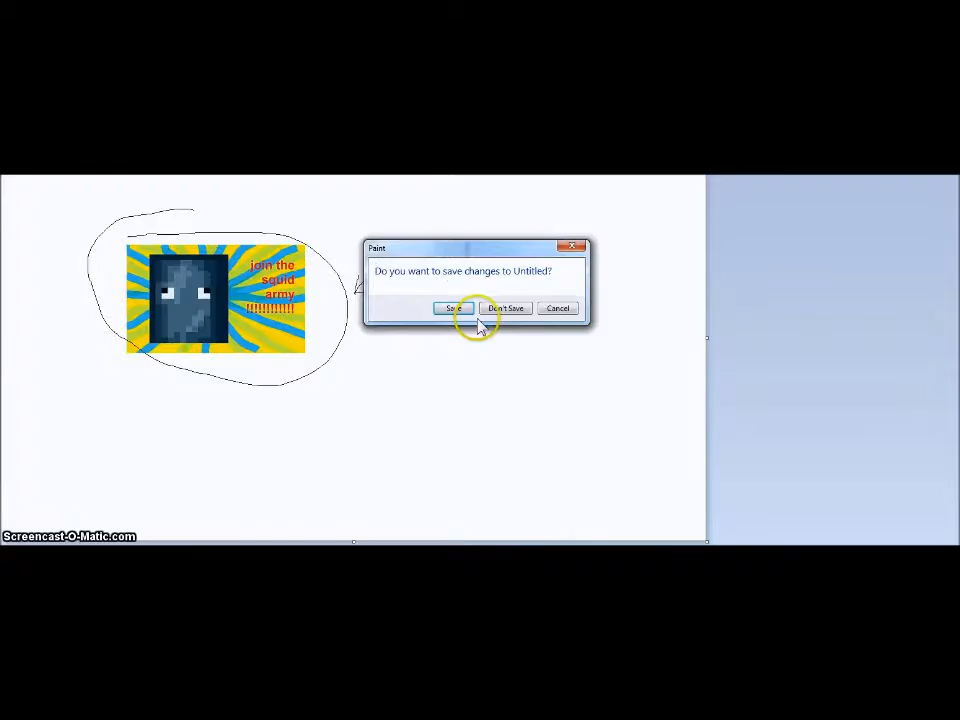 Paint
Do you want to save changes to Untitled?
Save
Don't Save
Cancel
join the
squid
army
!!!!!!!!!!!!
Screencast-O-Matic.com